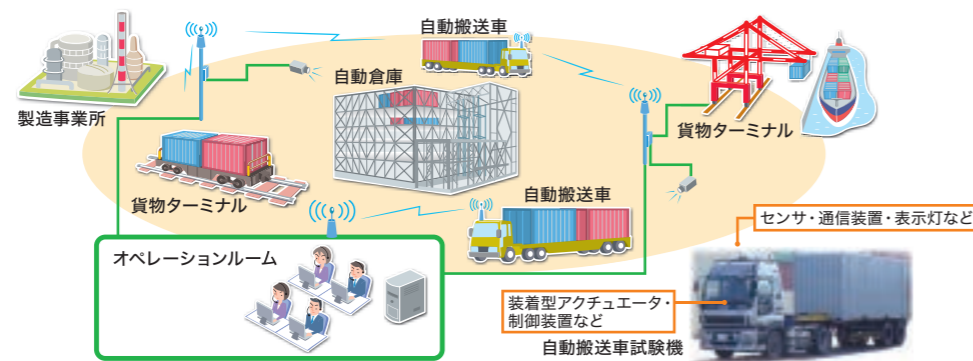 自動搬送車
製造事業所
自動倉庫
貨物ターミナル
貨物ターミナル
自動搬送車
オペレーションルーム
センサ・通信装置・表示灯など
装着型アクチュエータ・
制御装置など
自動搬送車試験機